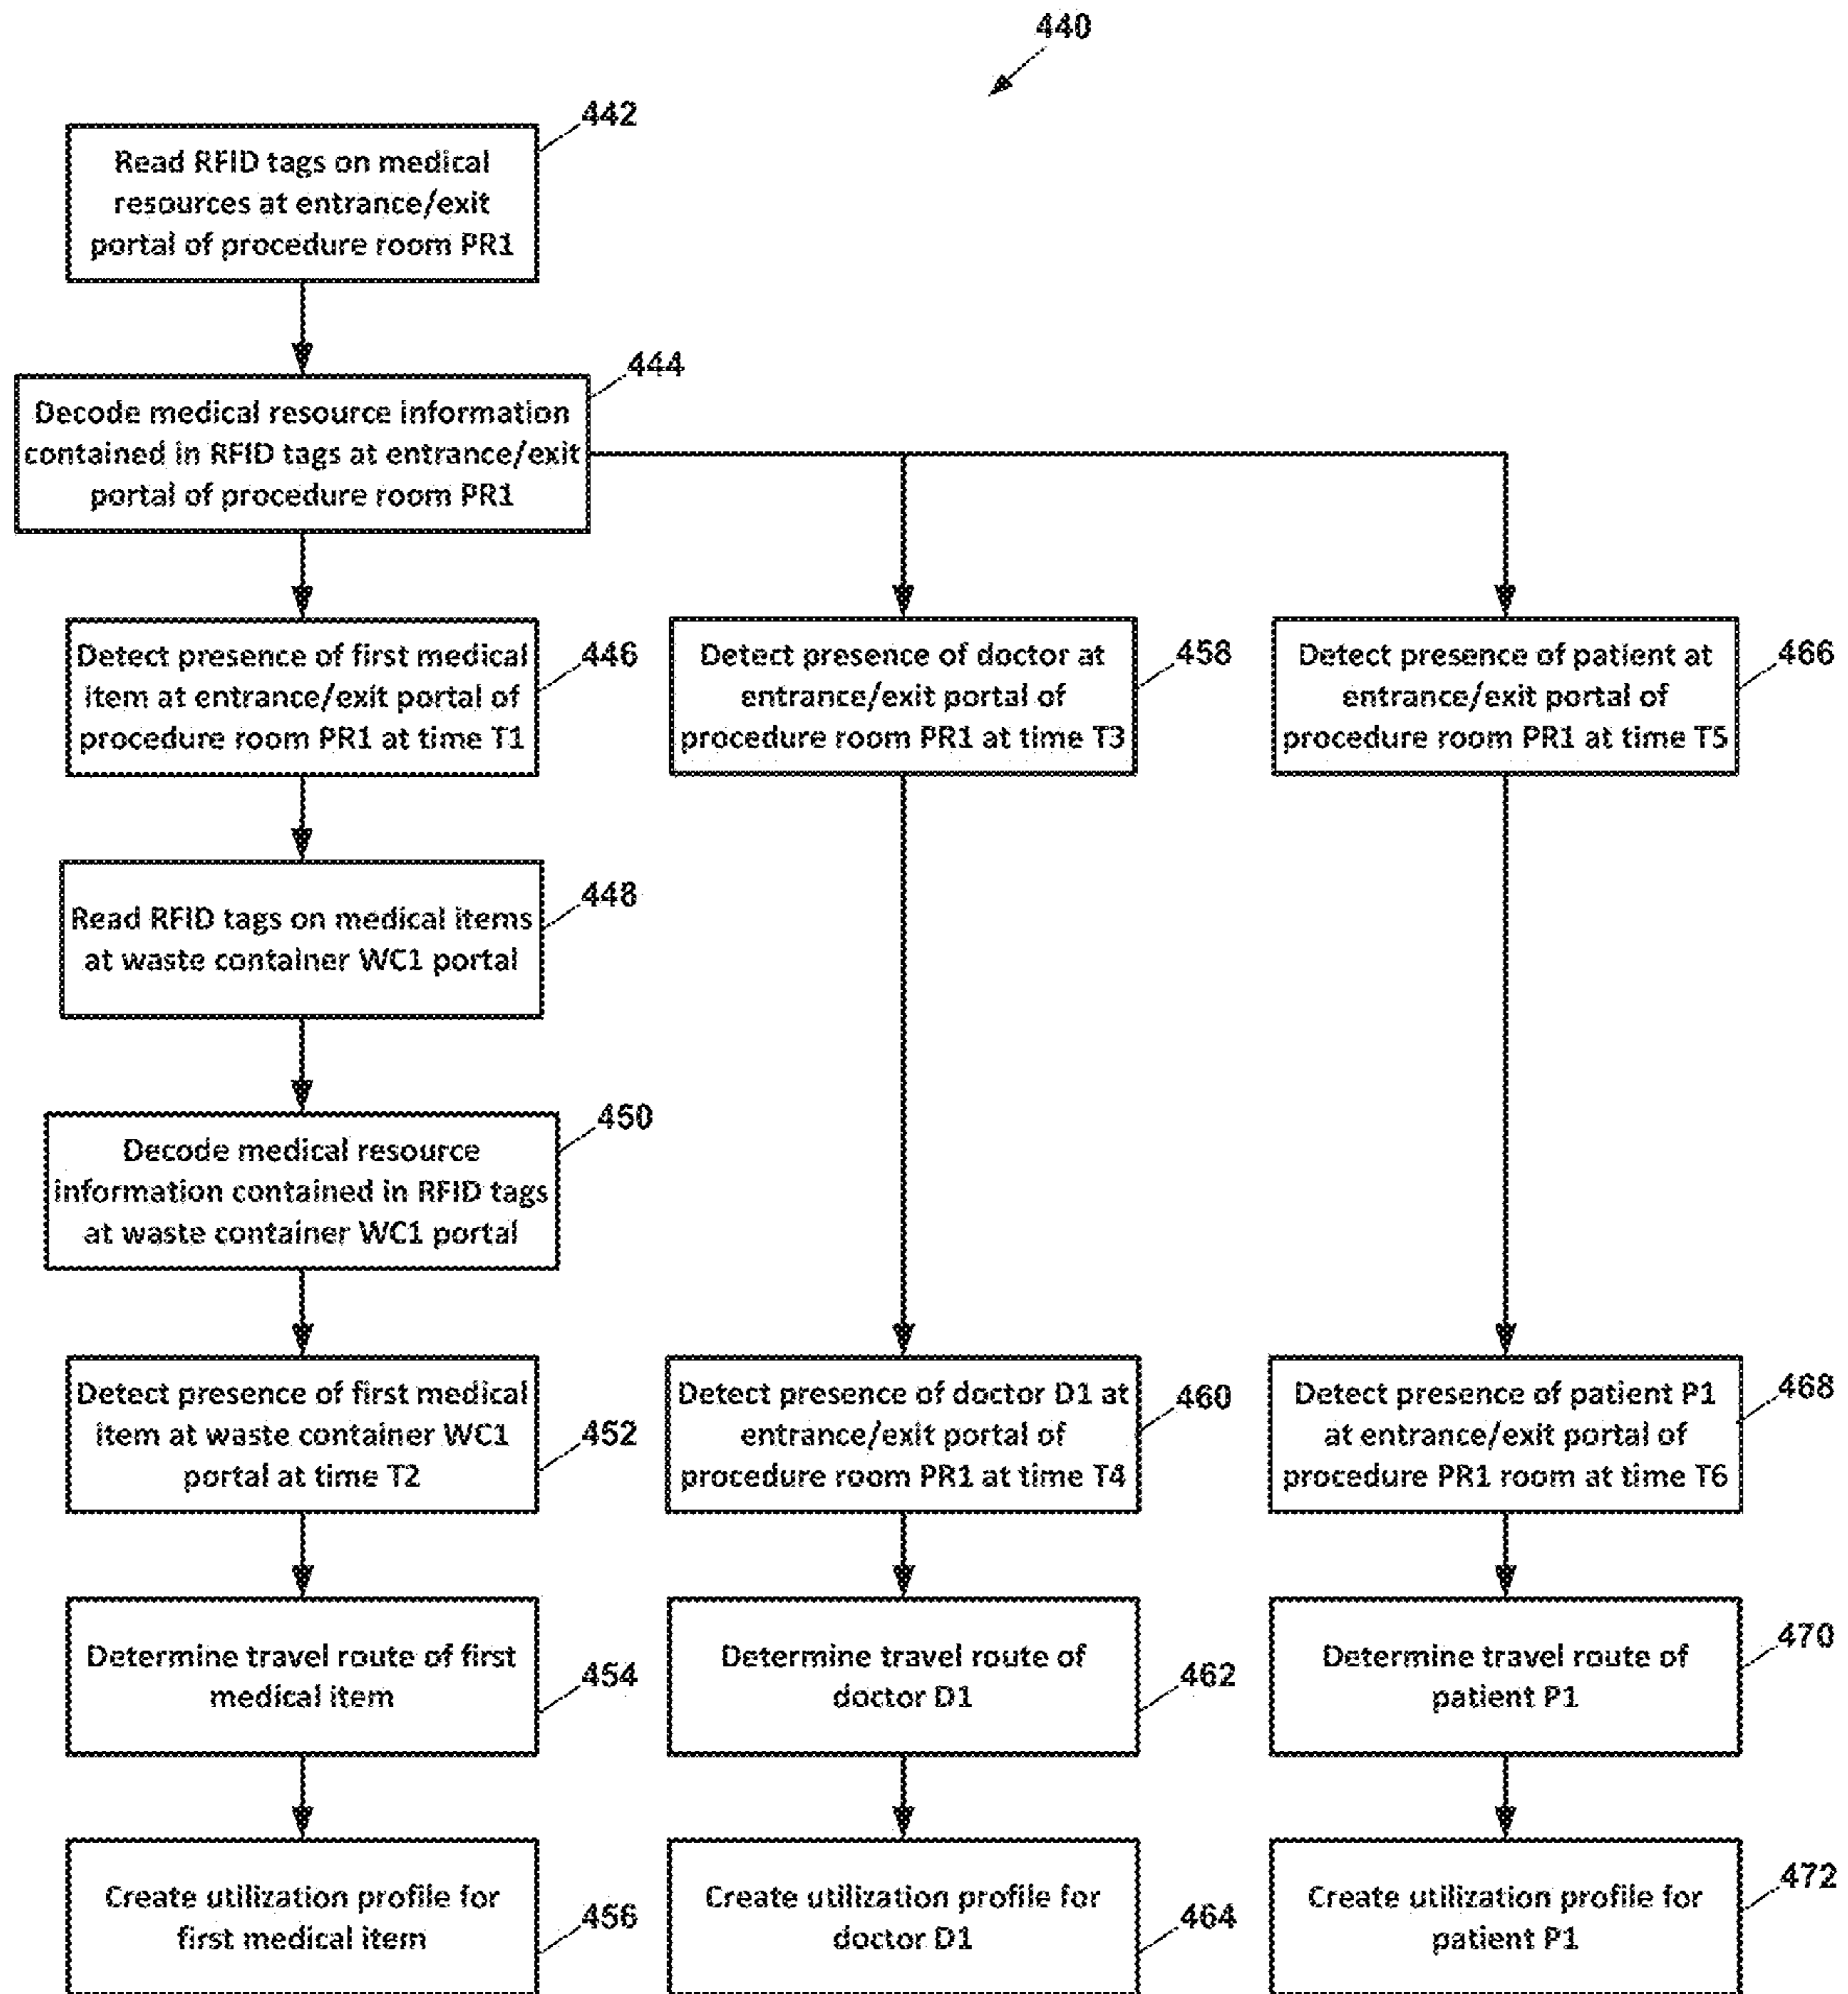 440
442
Read RFID tags on medical
resources at entrance/exit
portal of procedure room PR1
444
Decode medical resource information
contained in RFID tags at entrance/exit
portal of procedure room PR1
Detect presence of first medical
item at entrance/exit portal of
procedure room PR1 at time T1
446
Detect presence of doctor at
entrance/exit portal of
procedure room PR1 at time T3
458
Detect presence of patient at
entrance/exit portal of
procedure room PR1 at time T5
466
Read RFID tags on medical items
at waste container WC1 portal
448
450
Decode medical resource
information contained in RFID tags
at waste container WC1 portal
Detect presence of first medical
item at waste container WC1
portal at time T2
452
Detect presence of doctor D1 at
entrance/exit portal of
procedure room PR1 at time T4
460
Detect presence of patient P1
at entrance/exit portal of
procedure PR1 room at time T6
468
Determine travel route of first
medical item
454
Determine travel route of
doctor D1
462
Determine travel route of
patient P1
470
Create utilization profile for
first medical item
456
Create utilization profile for
doctor D1
464
Create utilization profile for
patient P1
472